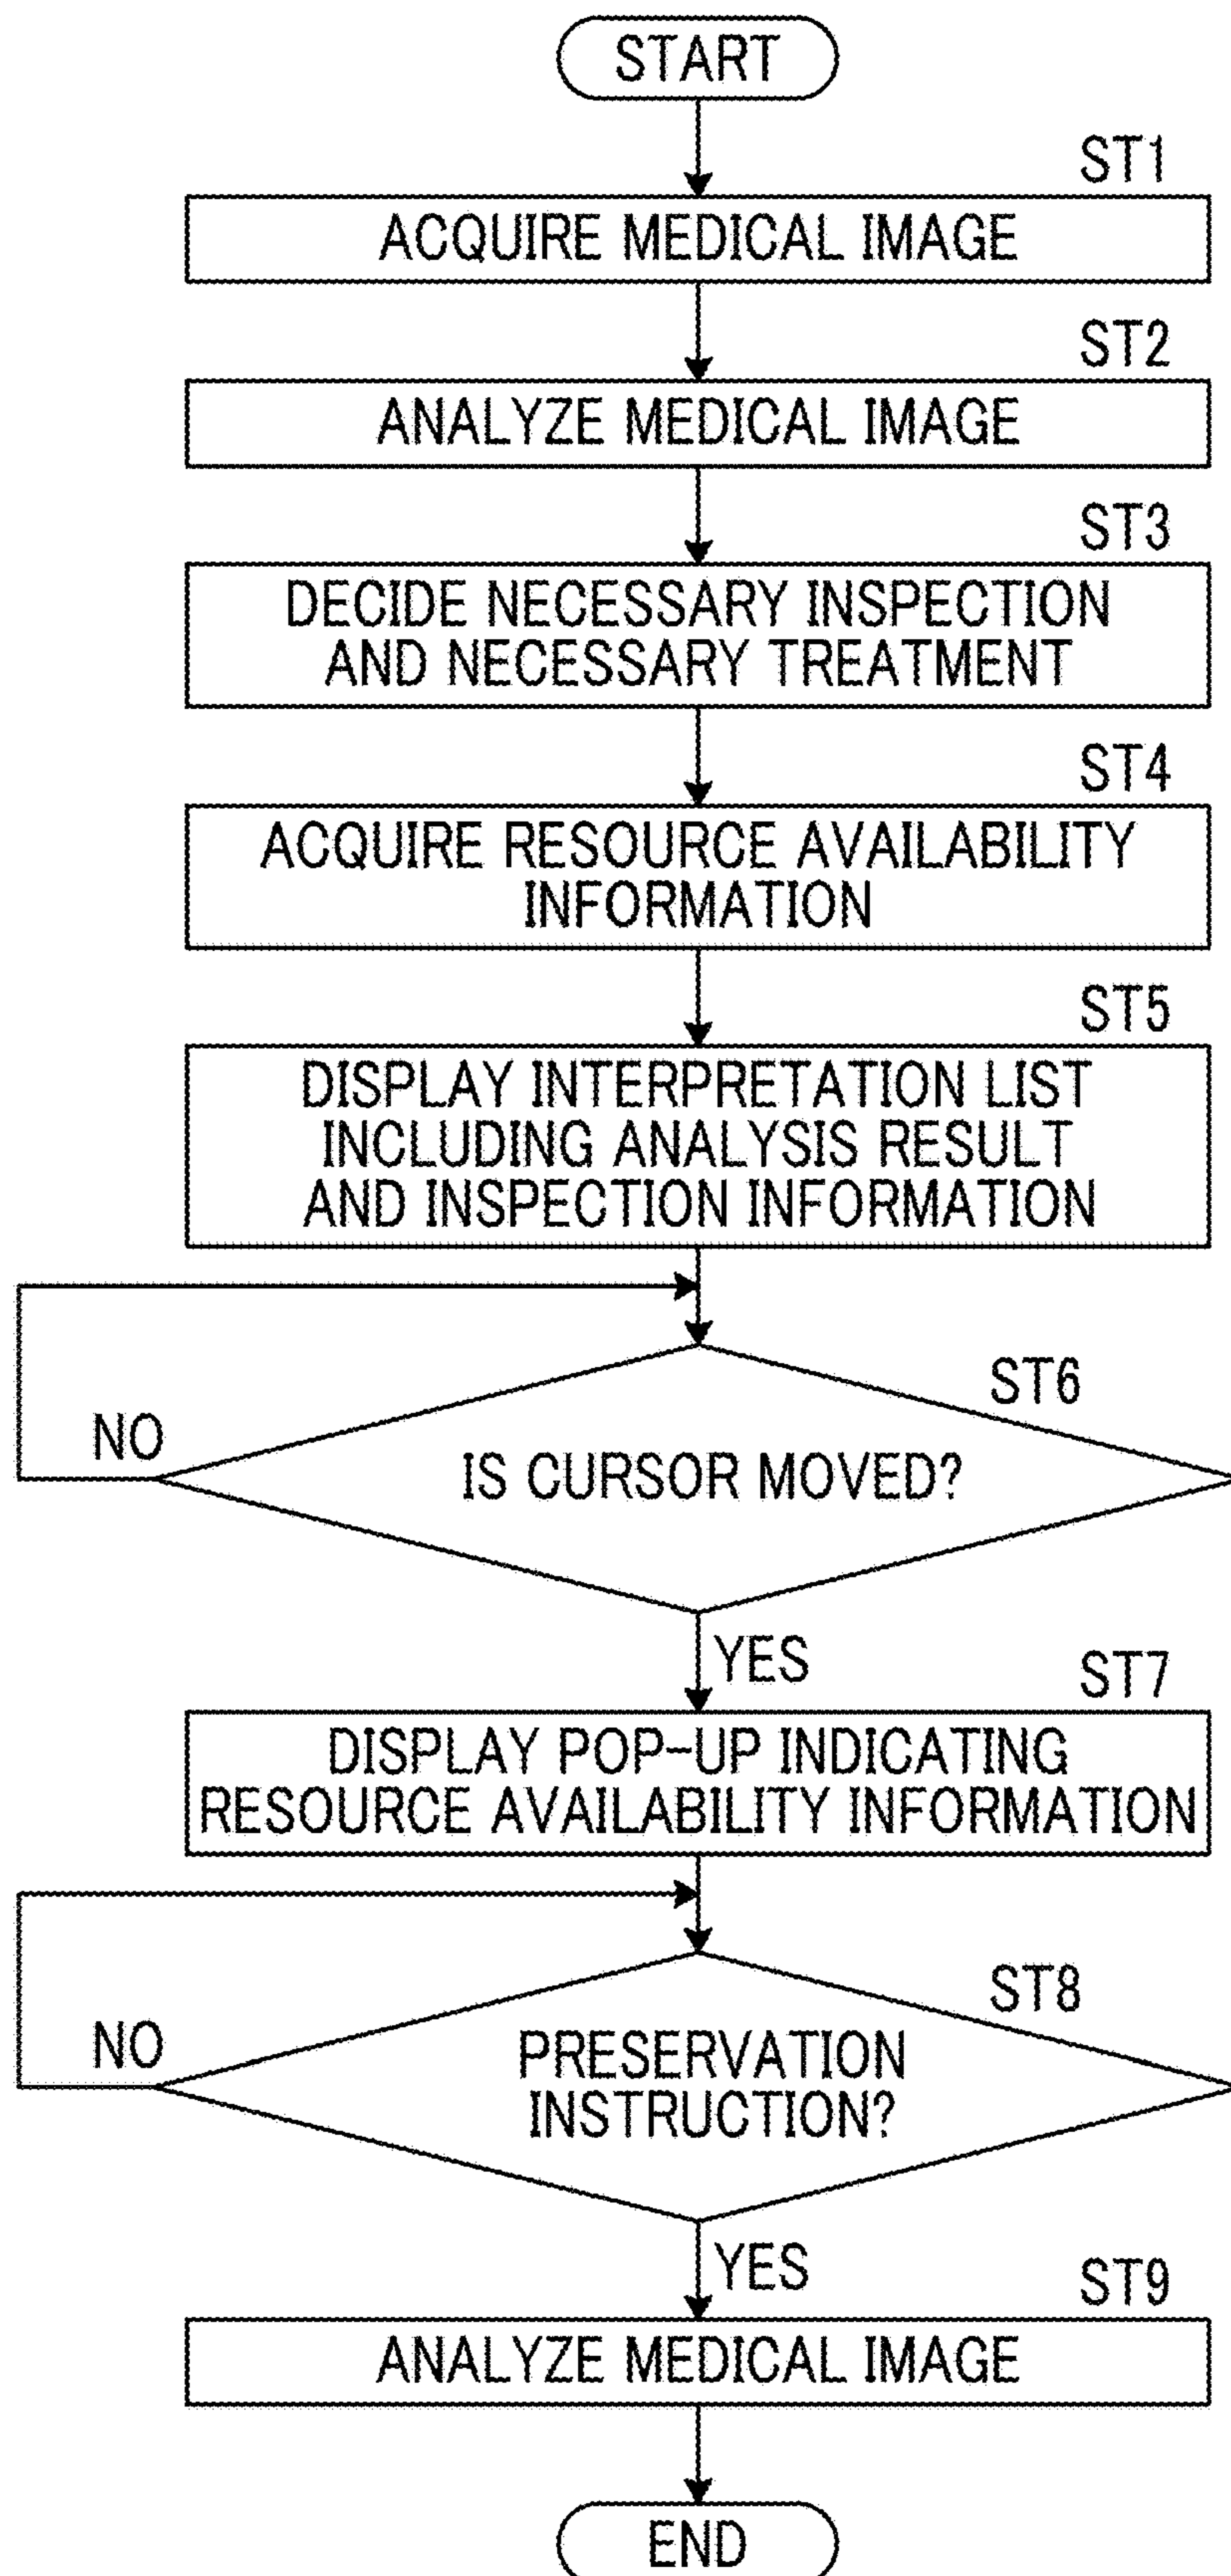 START
ST1
ACQUIRE MEDICAL IMAGE
ST2
ANALYZE MEDICAL IMAGE
ST3
DECIDE NECESSARY INSPECTION
AND NECESSARY TREATMENT
ST4
ACQUIRE RESOURCE AVAILABILITY
INFORMATION
ST5
DISPLAY INTERPRETATION LIST
INCLUDING ANALYSIS RESULT
AND INSPECTION INFORMATION
ST6
NO
IS CURSOR MOVED?
YES
ST7
DISPLAY POP-UP INDICATING
RESOURCE AVAILABILITY INFORMATION
ST8
NO
PRESERVATION
INSTRUCTION?
YES
ST9
ANALYZE MEDICAL IMAGE
END